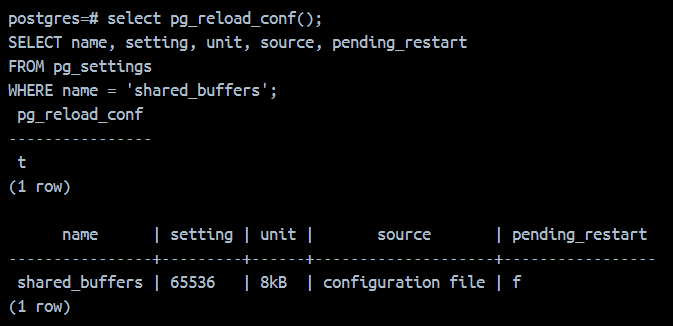 postgres=# select pg_reload_conf();
SELECT name, setting, unit, source, pending_restart
FROM pg_settings
WHERE name = 'shared_buffers';
 pg_reload_conf
----------------
 t
(1 row)

      name      | setting | unit |       source       | pending_restart
----------------+---------+------+--------------------+-----------------
 shared_buffers | 65536   | 8kB  | configuration file | f
(1 row)